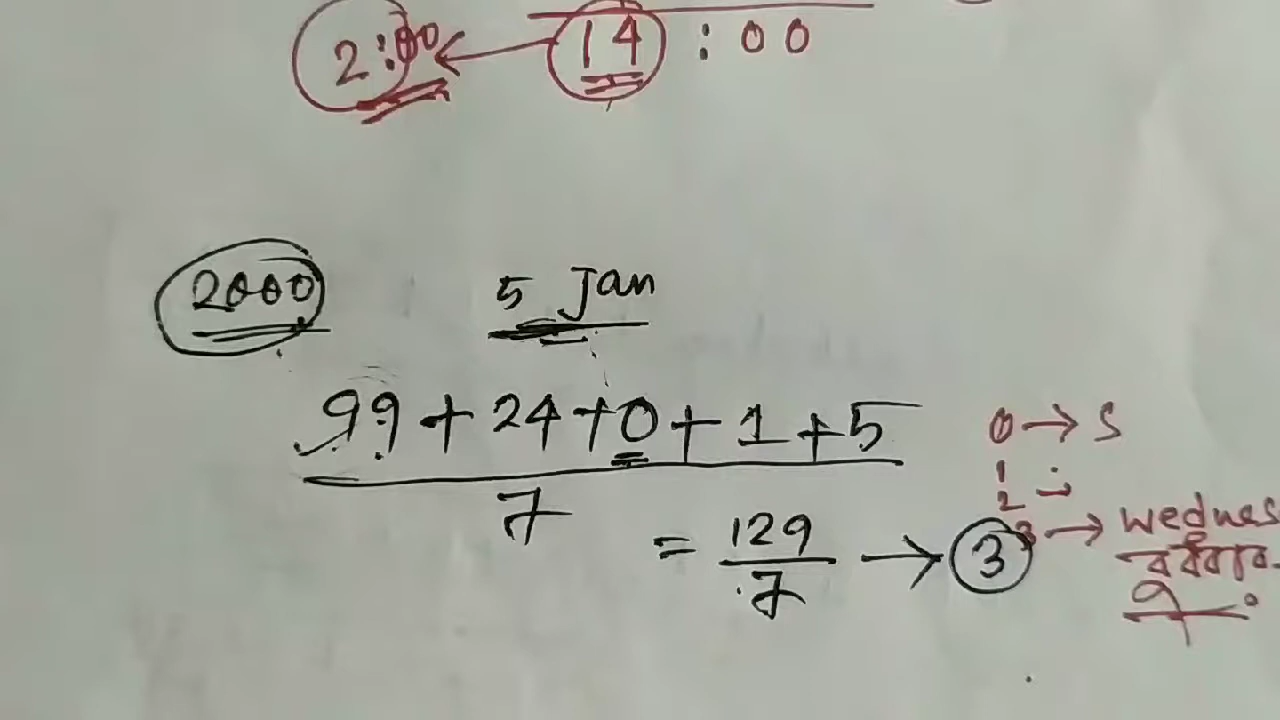 2:00 ← 14 : 00
2000 5 Jan
99 + 24 + 0 + 1 + 5
7
= 129/7 → 3
0 → S
1
2
3 → Wednes